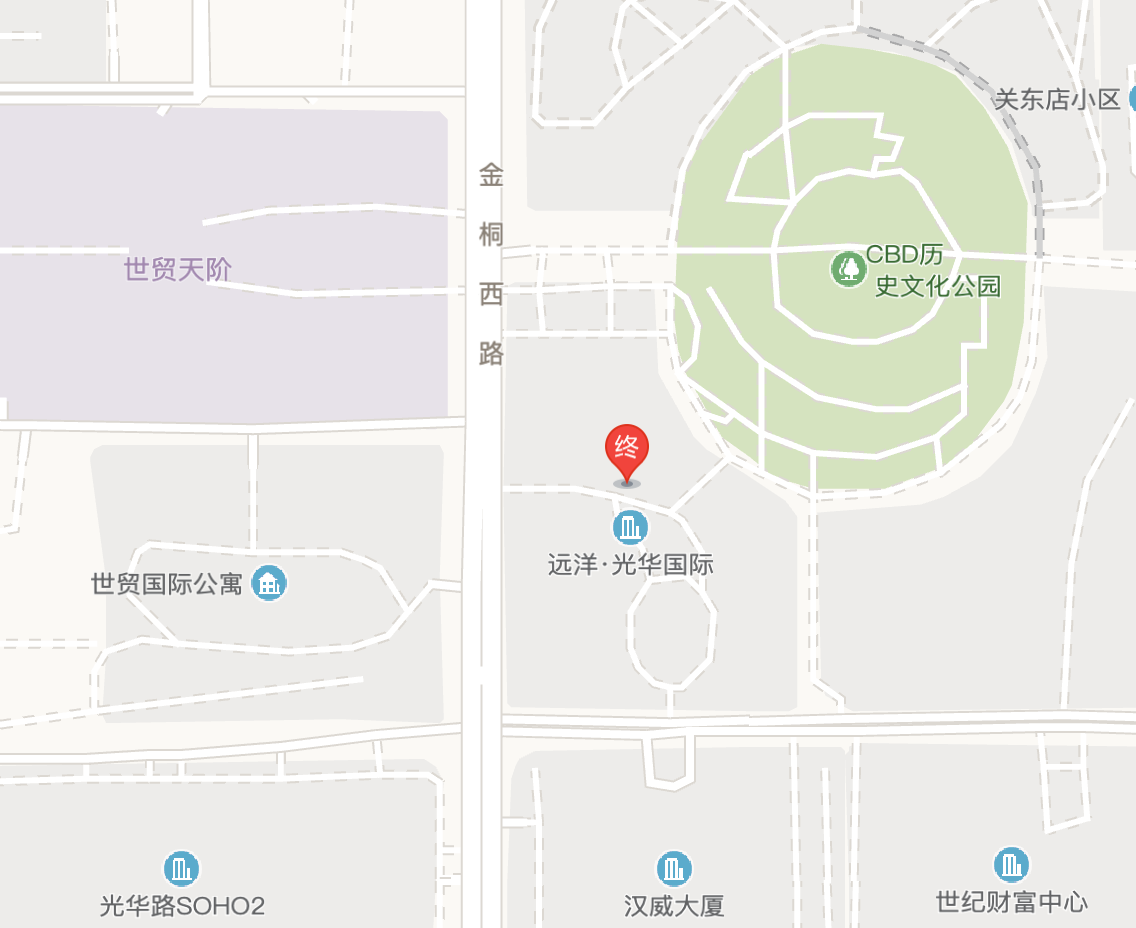 关东店小区
金
桐
西
路
CBD历
史文化公园
世贸天阶
终
远洋·光华国际
世贸国际公寓
光华路SOHO2
汉威大厦
世纪财富中心